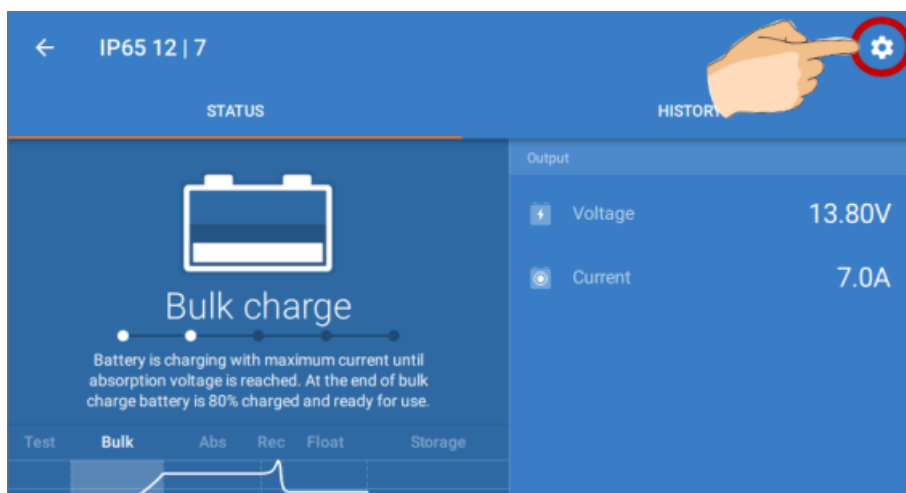 IP65 12 | 7
STATUS
HISTORY
Bulk charge
Battery is charging with maximum current until
absorption voltage is reached. At the end of bulk
charge battery is 80% charged and ready for use.
Test Bulk Abs Rec Float Storage
Output
Voltage 13.80V
Current 7.0A